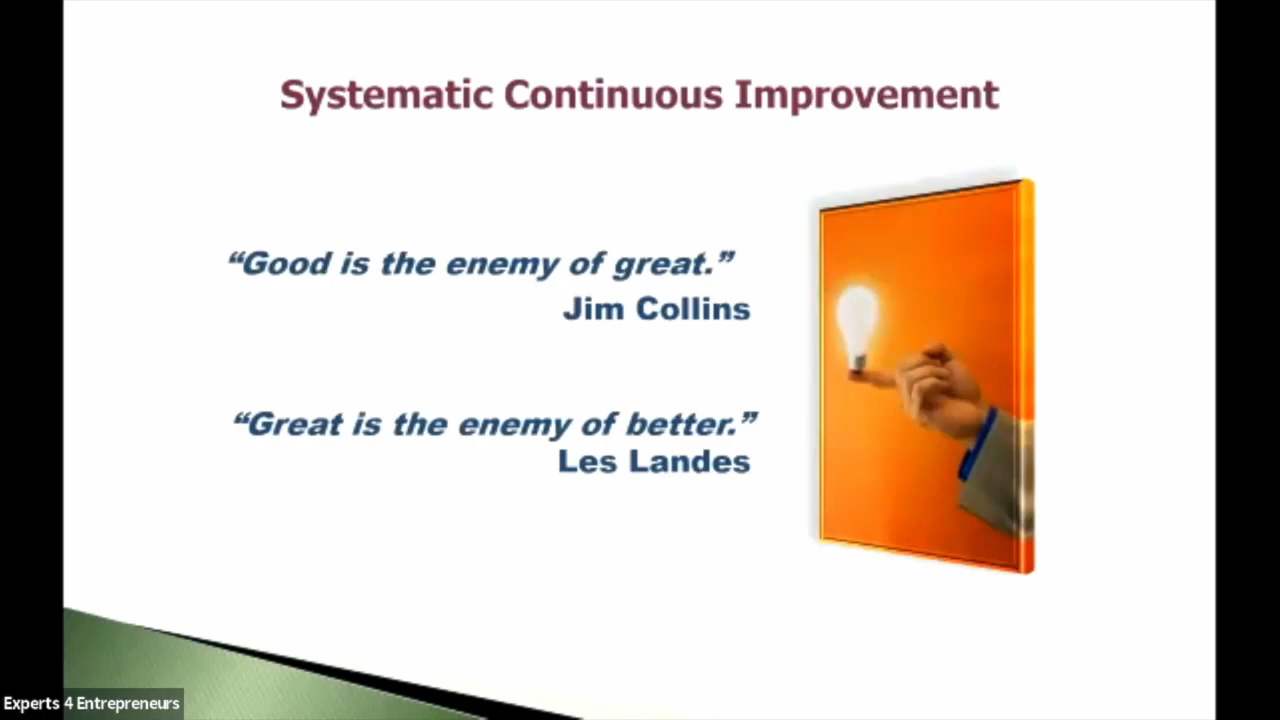 Systematic Continuous Improvement
“Good is the enemy of great.”
Jim Collins
“Great is the enemy of better.”
Les Landes
Experts 4 Entrepreneurs